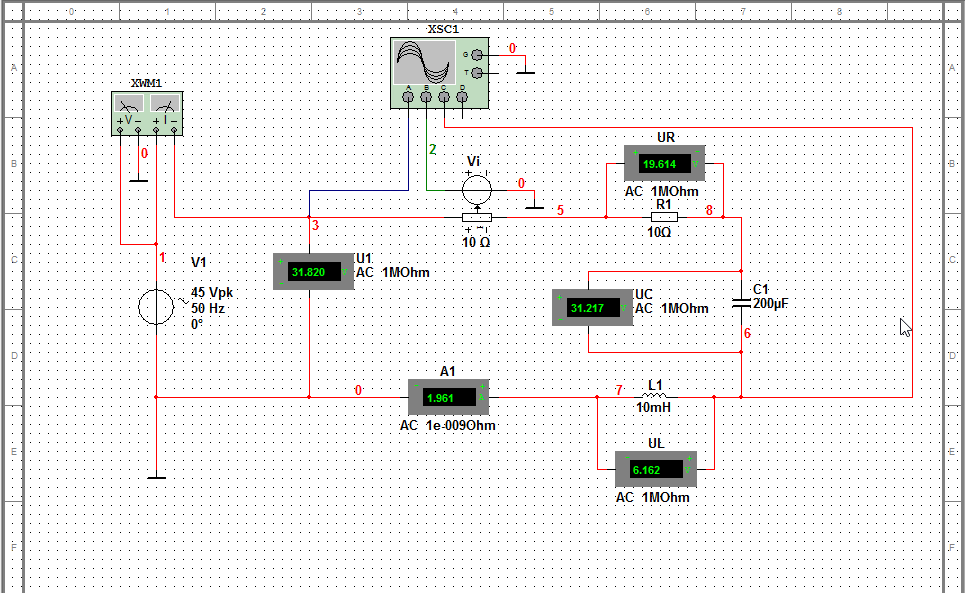 0 1 2 3 4 5 6 7 8
XSC1
G
T
A B C D
0
A
A
XWM1
+ V - + I -
0
2
B
B
Vi
+ -
0
UR
+ -
19.614 V
AC 1MOhm
3
+ -
10 Ω
5
R1
10Ω
8
1
V1
45 Vpk
50 Hz
0°
U1
+ -
31.820 V
AC 1MOhm
C
C
UC
+ -
31.217 V
AC 1MOhm
C1
200µF
6
D
D
0
A1
- +
1.961 A
AC 1e-009Ohm
7
L1
10mH
E
E
UL
- +
6.162 V
AC 1MOhm
F
F